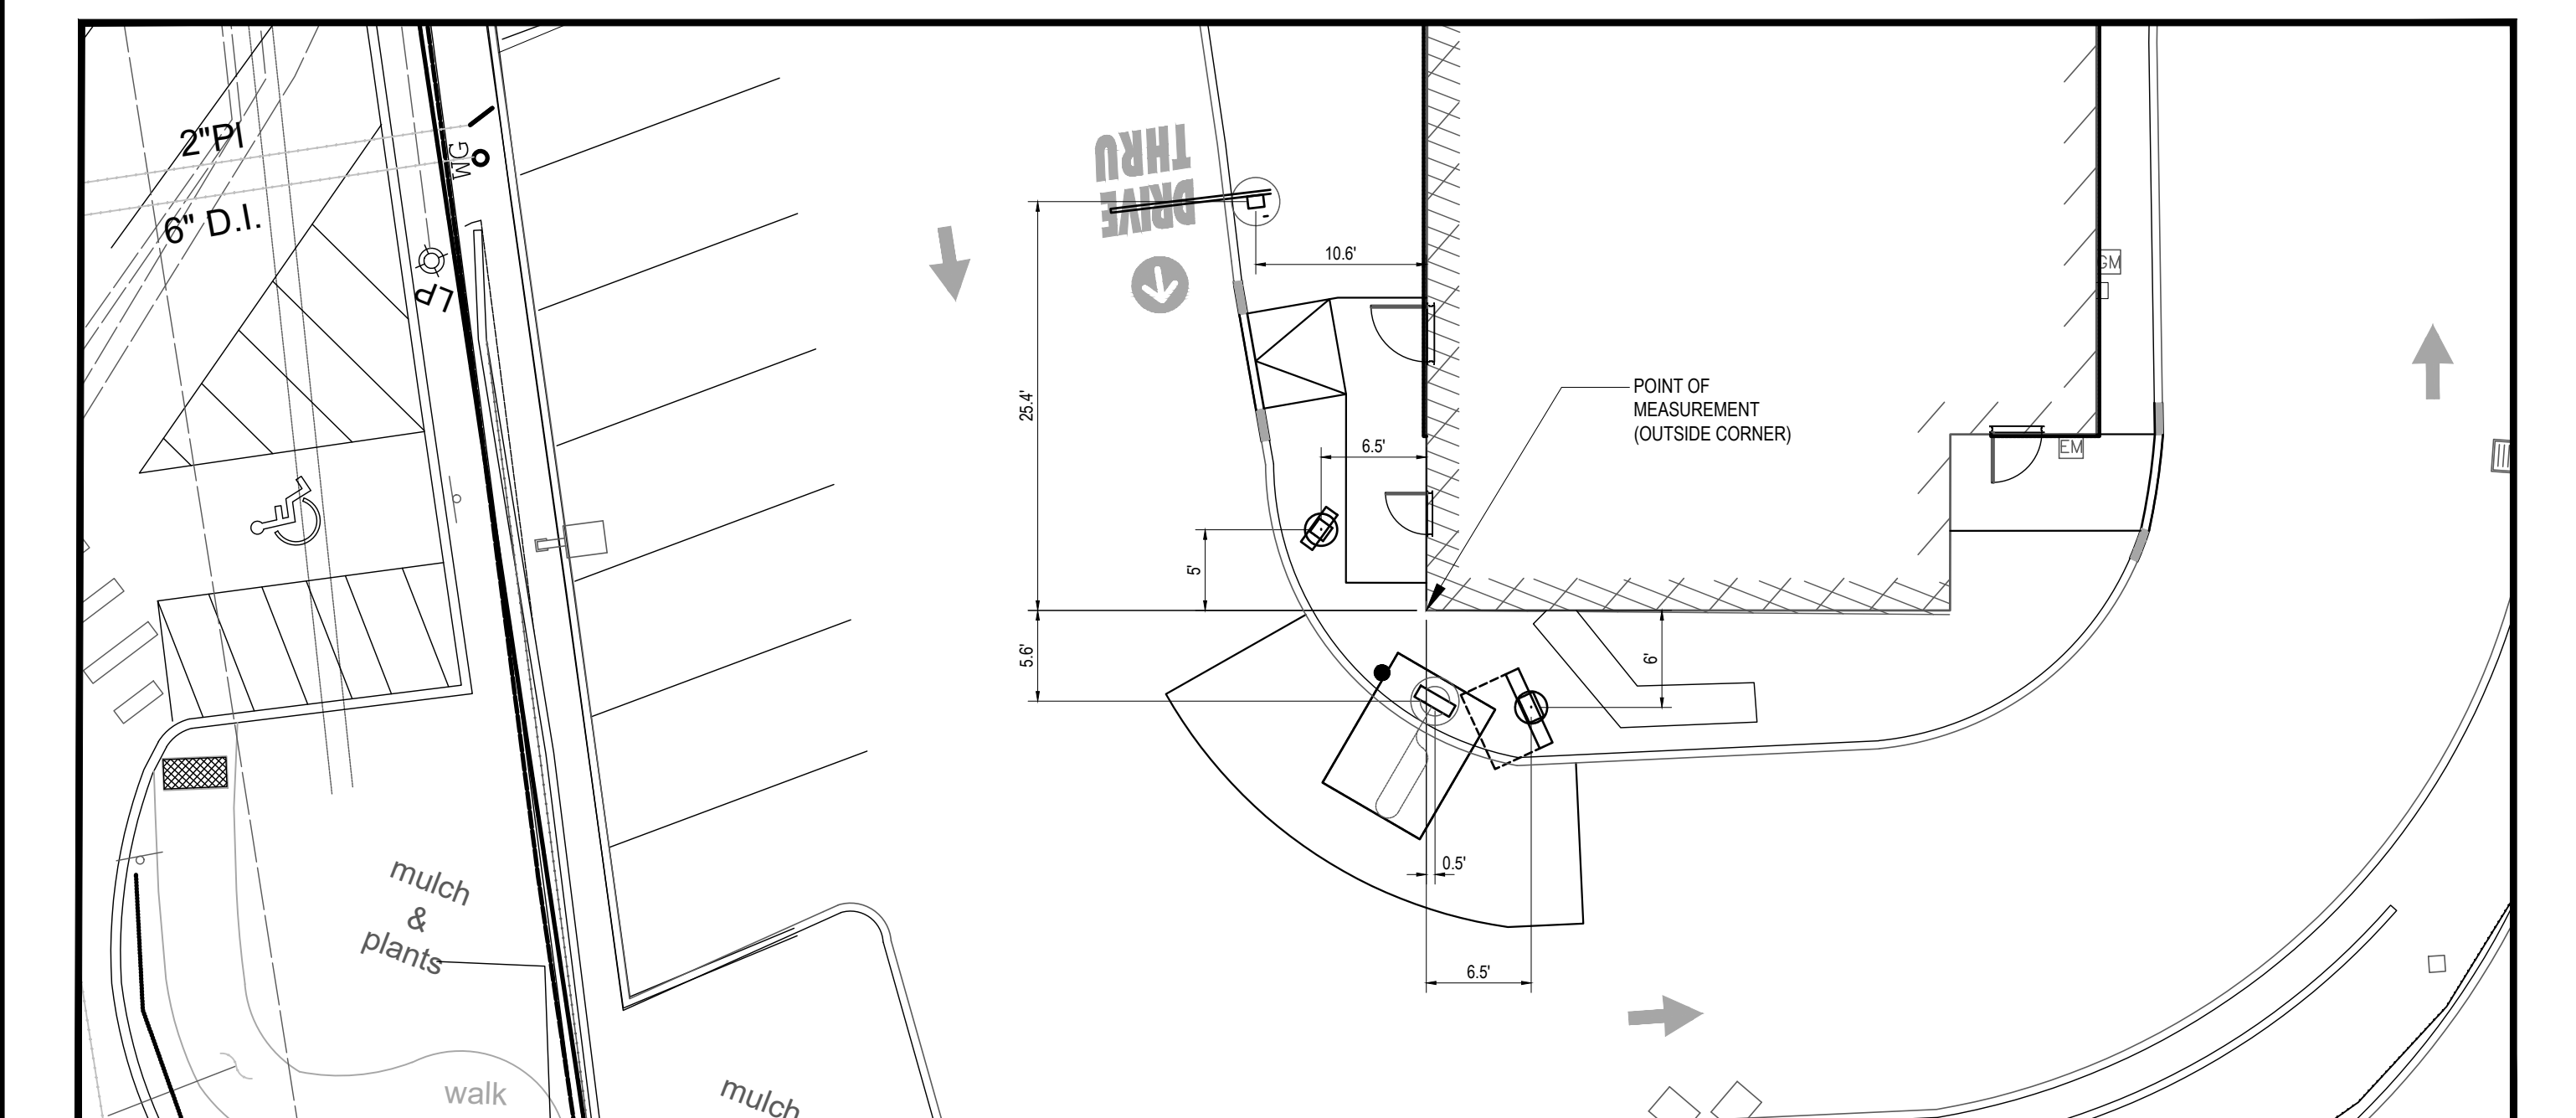 2"PI
6" D.I.
WG
LP
THRU
DRIVE
10.6'
25.4'
6.5'
5'
5.6'
POINT OF
MEASUREMENT
(OUTSIDE CORNER)
GM
EM
6'
0.5'
6.5'
mulch
&
plants
walk
mulch